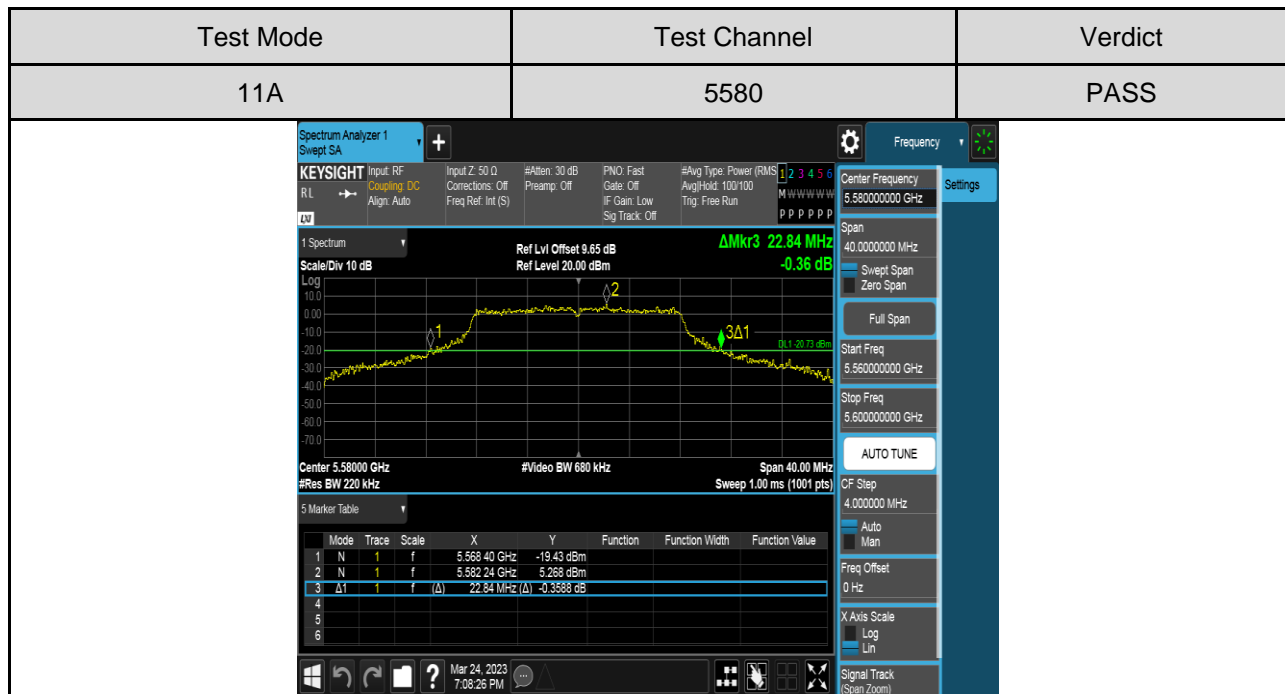 Test Mode Test Channel Verdict
11A 5580 PASS
Spectrum Analyzer 1
Swept SA
+
Frequency
KEYSIGHT Input: RF Input Z: 50 Ω #Atten: 30 dB PNO: Fast #Avg Type: Power (RMS 1 2 3 4 5 6
RL Coupling: DC Corrections: Off Preamp: Off Gate: Off Avg|Hold: 100/100 M W W W W W
Align: Auto Freq Ref: Int (S) IF Gain: Low Trig: Free Run
LXI Sig Track: Off P P P P P P
Center Frequency
5.580000000 GHz
Settings
Span
40.0000000 MHz
Swept Span
Zero Span
Full Span
Start Freq
5.560000000 GHz
Stop Freq
5.600000000 GHz
AUTO TUNE
CF Step
4.000000 MHz
Auto
Man
Freq Offset
0 Hz
X Axis Scale
Log
Lin
Signal Track
(Span Zoom)
1 Spectrum
Ref Lvl Offset 9.65 dB ΔMkr3 22.84 MHz
Scale/Div 10 dB Ref Level 20.00 dBm -0.36 dB
Log
10.0
0.00
-10.0
-20.0
-30.0
-40.0
-50.0
-60.0
-70.0
1
2
3Δ1
DL1 -20.73 dBm
Center 5.58000 GHz #Video BW 680 kHz Span 40.00 MHz
#Res BW 220 kHz Sweep 1.00 ms (1001 pts)
5 Marker Table
Mode Trace Scale X Y Function Function Width Function Value
1 N 1 f 5.568 40 GHz -19.43 dBm
2 N 1 f 5.582 24 GHz 5.268 dBm
3 Δ1 1 f (Δ) 22.84 MHz (Δ) -0.3588 dB
4
5
6
? Mar 24, 2023
7:08:26 PM